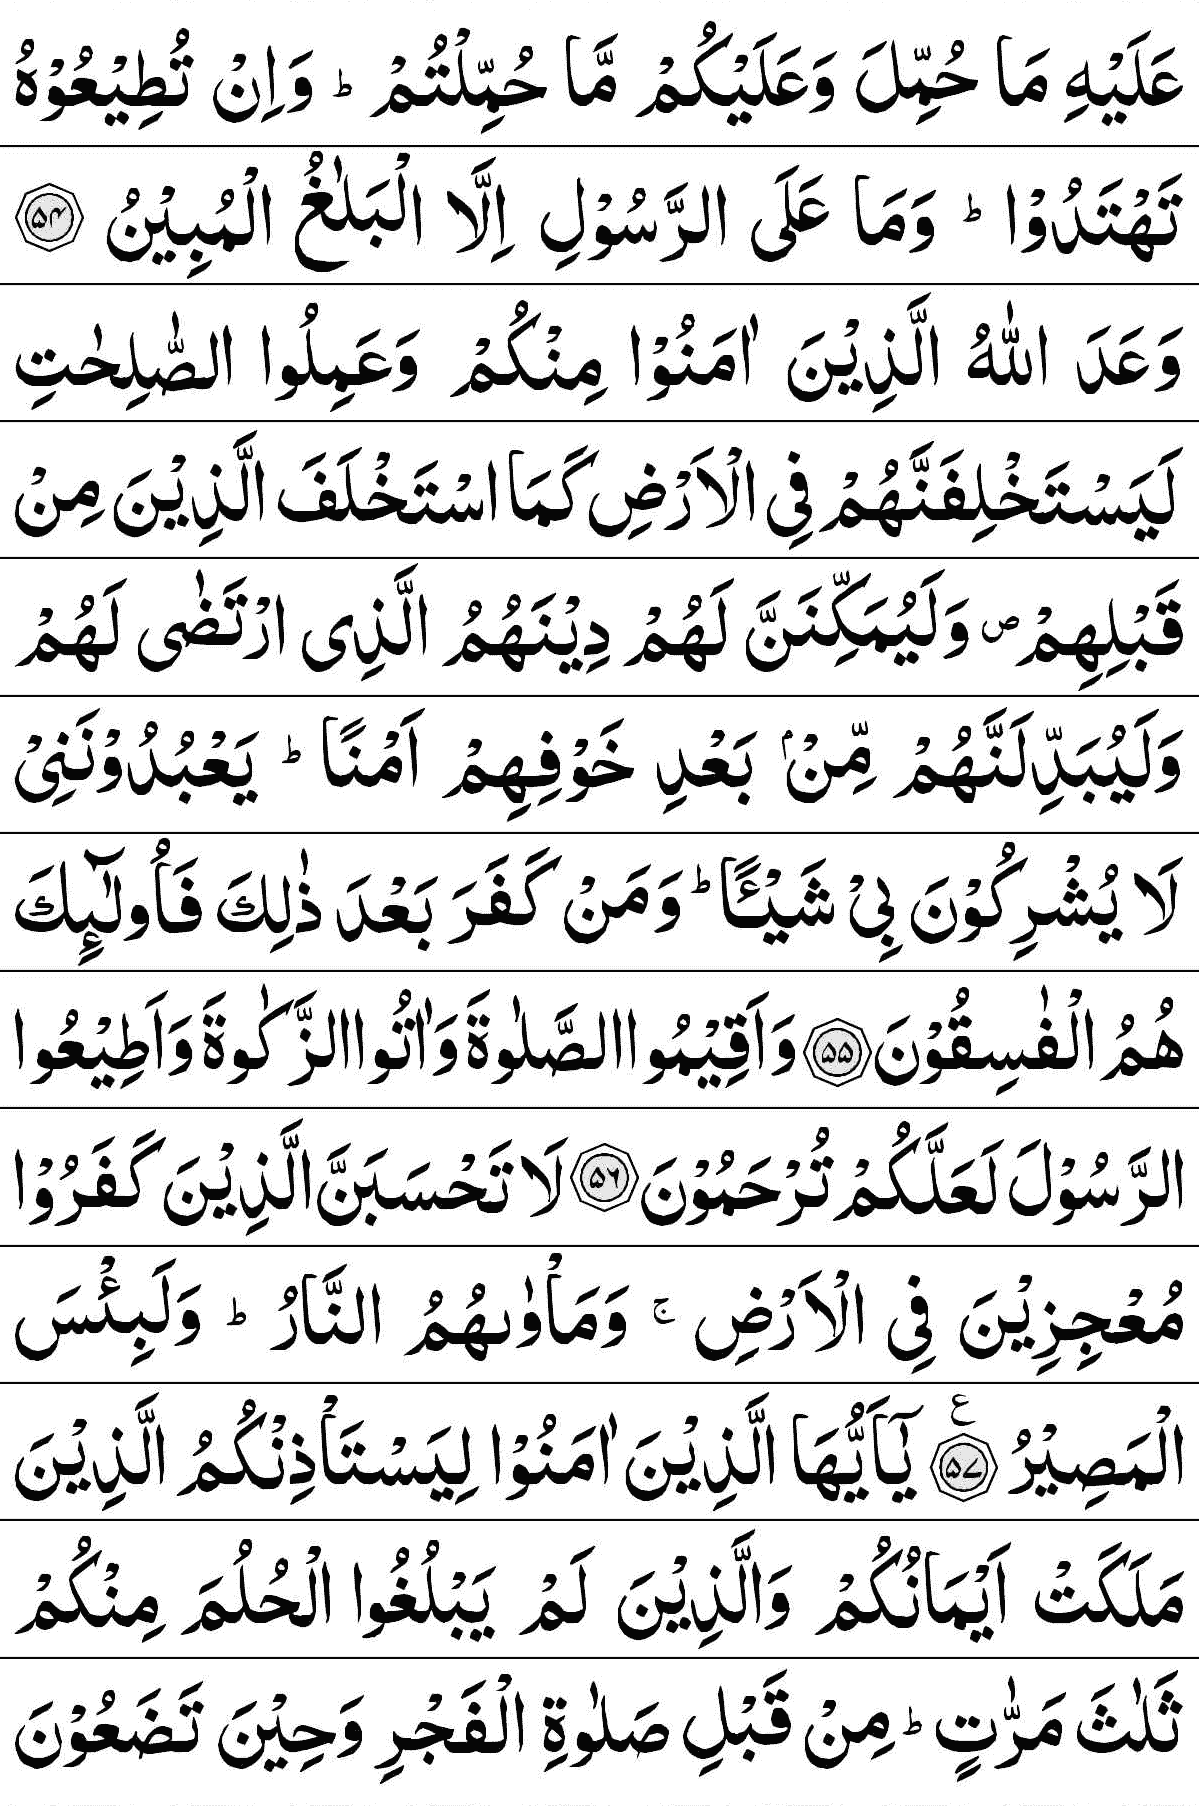 عَلَيْهِ مَا حُمِّلَ وَعَلَيْكُمْ مَّا حُمِّلْتُمْ ؕ وَاِنْ تُطِيْعُوْهُ
تَهْتَدُوْا ؕ وَمَا عَلَى الرَّسُوْلِ اِلَّا الْبَلٰغُ الْمُبِيْنُ ۵۴
وَعَدَ اللّٰهُ الَّذِيْنَ اٰمَنُوْا مِنْكُمْ وَعَمِلُوا الصّٰلِحٰتِ
لَيَسْتَخْلِفَنَّهُمْ فِى الْاَرْضِ كَمَا اسْتَخْلَفَ الَّذِيْنَ مِنْ
قَبْلِهِمْ ۪ وَلَيُمَكِّنَنَّ لَهُمْ دِيْنَهُمُ الَّذِى ارْتَضٰى لَهُمْ
وَلَيُبَدِّلَنَّهُمْ مِّنْۢ بَعْدِ خَوْفِهِمْ اَمْنًا ؕ يَعْبُدُوْنَنِىْ
لَا يُشْرِكُوْنَ بِىْ شَيْـًٔا ؕ وَمَنْ كَفَرَ بَعْدَ ذٰلِكَ فَاُولٰٓئِكَ
هُمُ الْفٰسِقُوْنَ ۵۵ وَاَقِيْمُوا الصَّلٰوةَ وَاٰتُوا الزَّكٰوةَ وَاَطِيْعُوا
الرَّسُوْلَ لَعَلَّكُمْ تُرْحَمُوْنَ ۵۶ لَا تَحْسَبَنَّ الَّذِيْنَ كَفَرُوْا
مُعْجِزِيْنَ فِى الْاَرْضِ ۚ وَمَاْوٰىهُمُ النَّارُ ؕ وَلَبِئْسَ
الْمَصِيْرُ ۵۷ ع يٰٓاَيُّهَا الَّذِيْنَ اٰمَنُوْا لِيَسْتَاْذِنْكُمُ الَّذِيْنَ
مَلَكَتْ اَيْمَانُكُمْ وَالَّذِيْنَ لَمْ يَبْلُغُوا الْحُلُمَ مِنْكُمْ
ثَلٰثَ مَرّٰتٍ ؕ مِنْ قَبْلِ صَلٰوةِ الْفَجْرِ وَحِيْنَ تَضَعُوْنَ